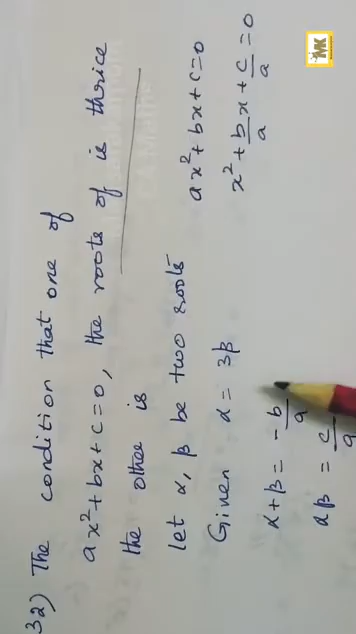 32) The condition that one of
ax²+bx+c=0, the roots of is thrice
the other is
let α, β be two roots
ax²+bx+c=0
x²+b/a x+c/a=0
Given α = 3β
α+β = -b/a
αβ = c/a
MK